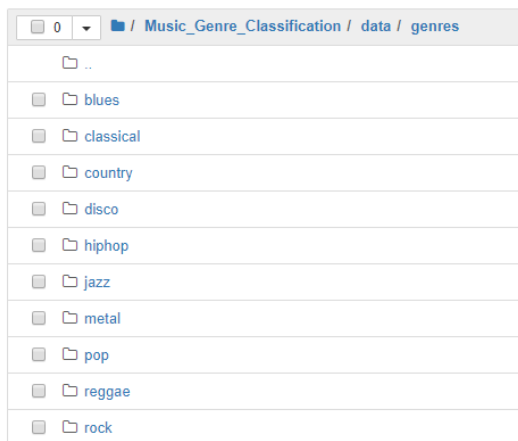 0 / Music_Genre_Classification / data / genres
..
blues
classical
country
disco
hiphop
jazz
metal
pop
reggae
rock